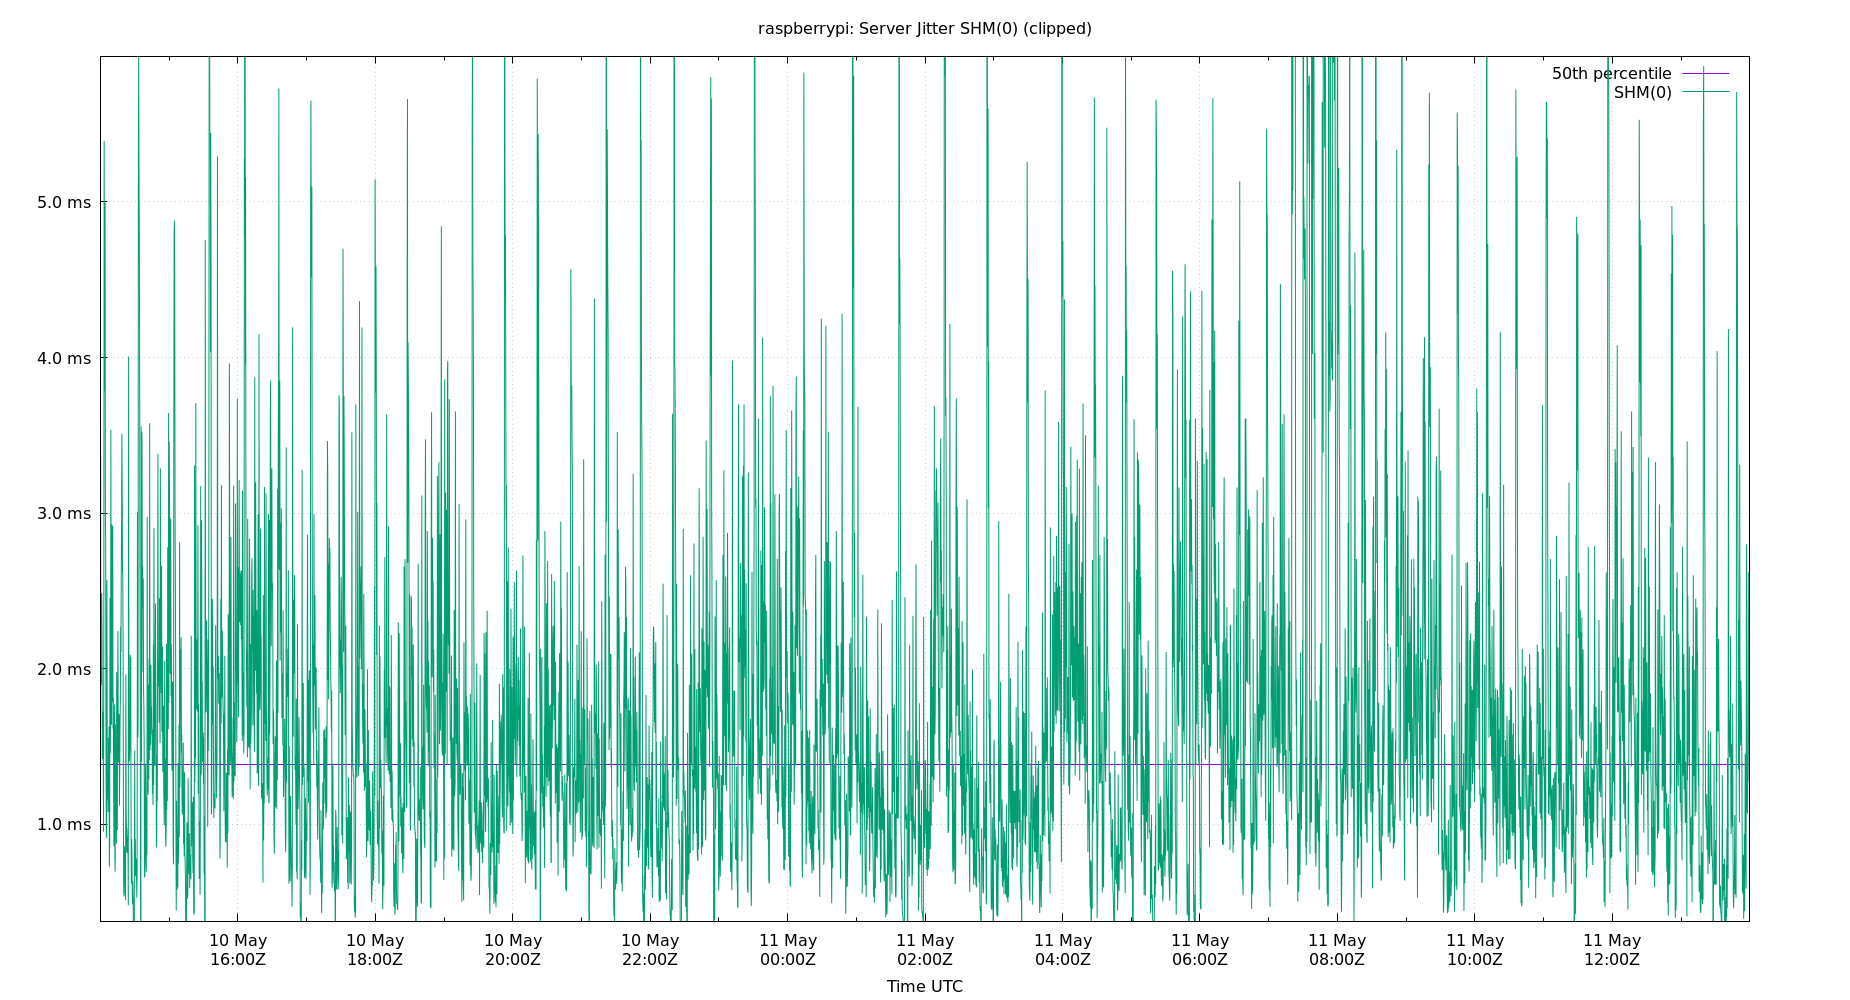 raspberrypi: Server Jitter SHM(0) (clipped)
50th percentile
SHM(0)
5.0 ms
4.0 ms
3.0 ms
2.0 ms
1.0 ms
10 May 10 May 10 May 10 May 11 May 11 May 11 May 11 May 11 May 11 May 11 May
16:00Z 18:00Z 20:00Z 22:00Z 00:00Z 02:00Z 04:00Z 06:00Z 08:00Z 10:00Z 12:00Z
Time UTC